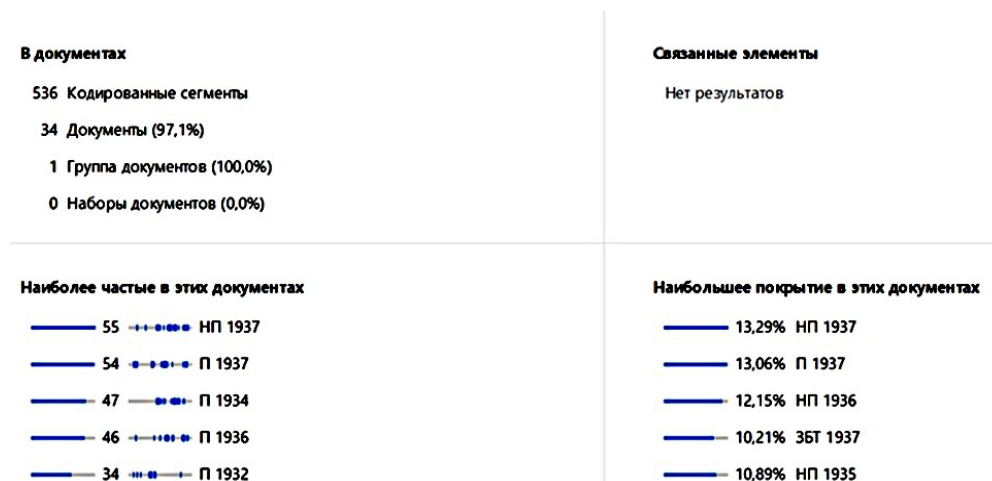 В документах
536 Кодированные сегменты
34 Документы (97,1%)
1 Группа документов (100,0%)
0 Наборы документов (0,0%)
Связанные элементы
Нет результатов
Наиболее частые в этих документах
55 НП 1937
54 П 1937
47 П 1934
46 П 1936
34 П 1932
Наибольшее покрытие в этих документах
13,29% НП 1937
13,06% П 1937
12,15% НП 1936
10,21% ЗБТ 1937
10,89% НП 1935